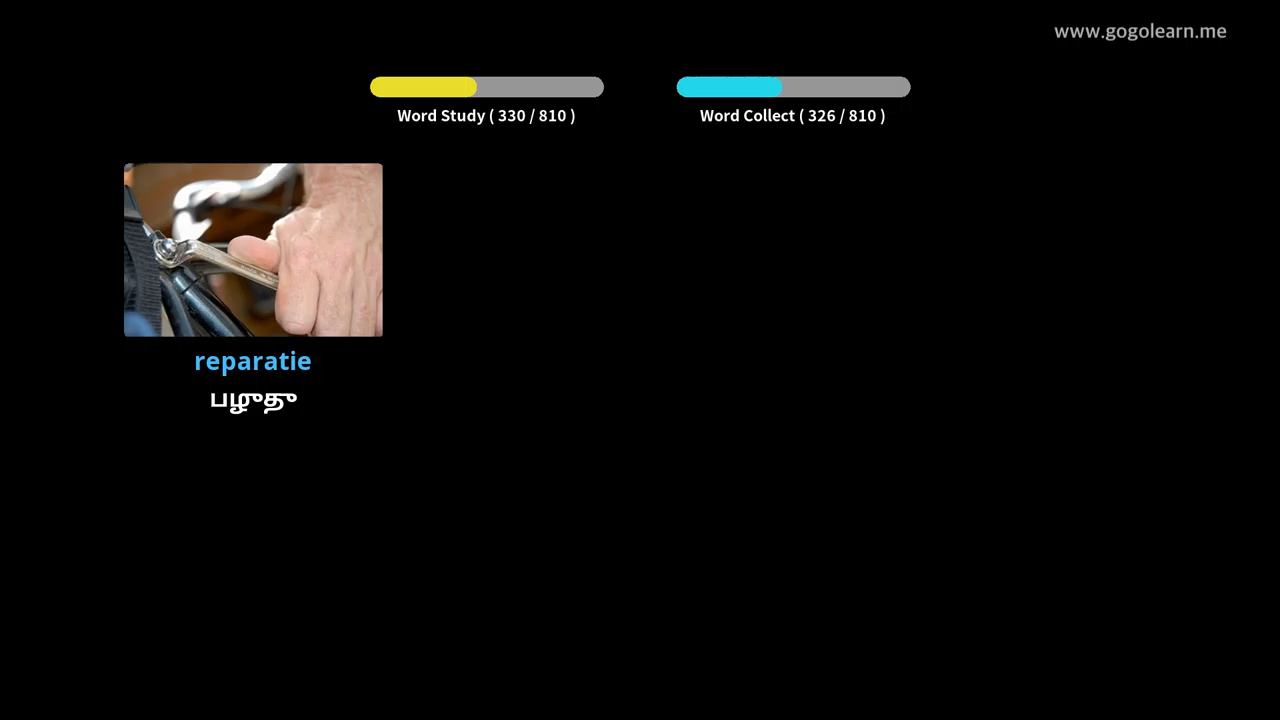 www.gogolearn.me
Word Study ( 330 / 810 )
Word Collect ( 326 / 810 )
reparatie
பழுது